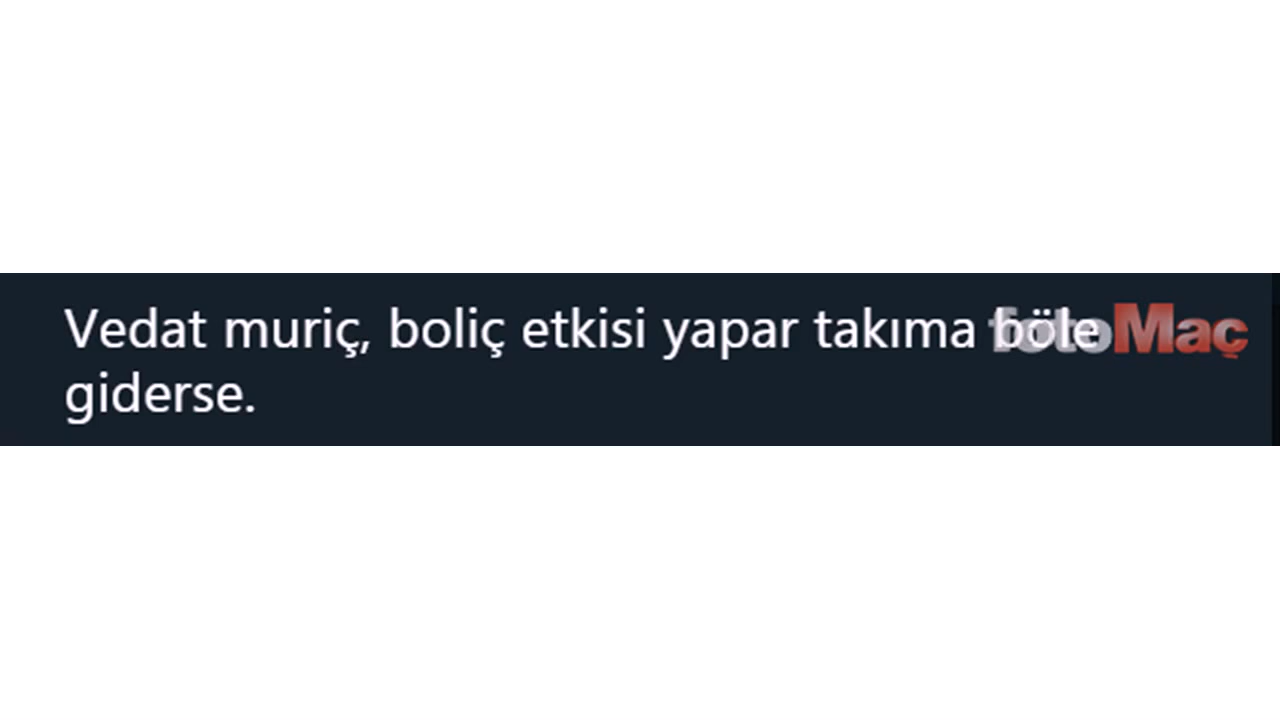 Vedat muriç, boliç etkisi yapar takıma böle
giderse.
fotoMaç